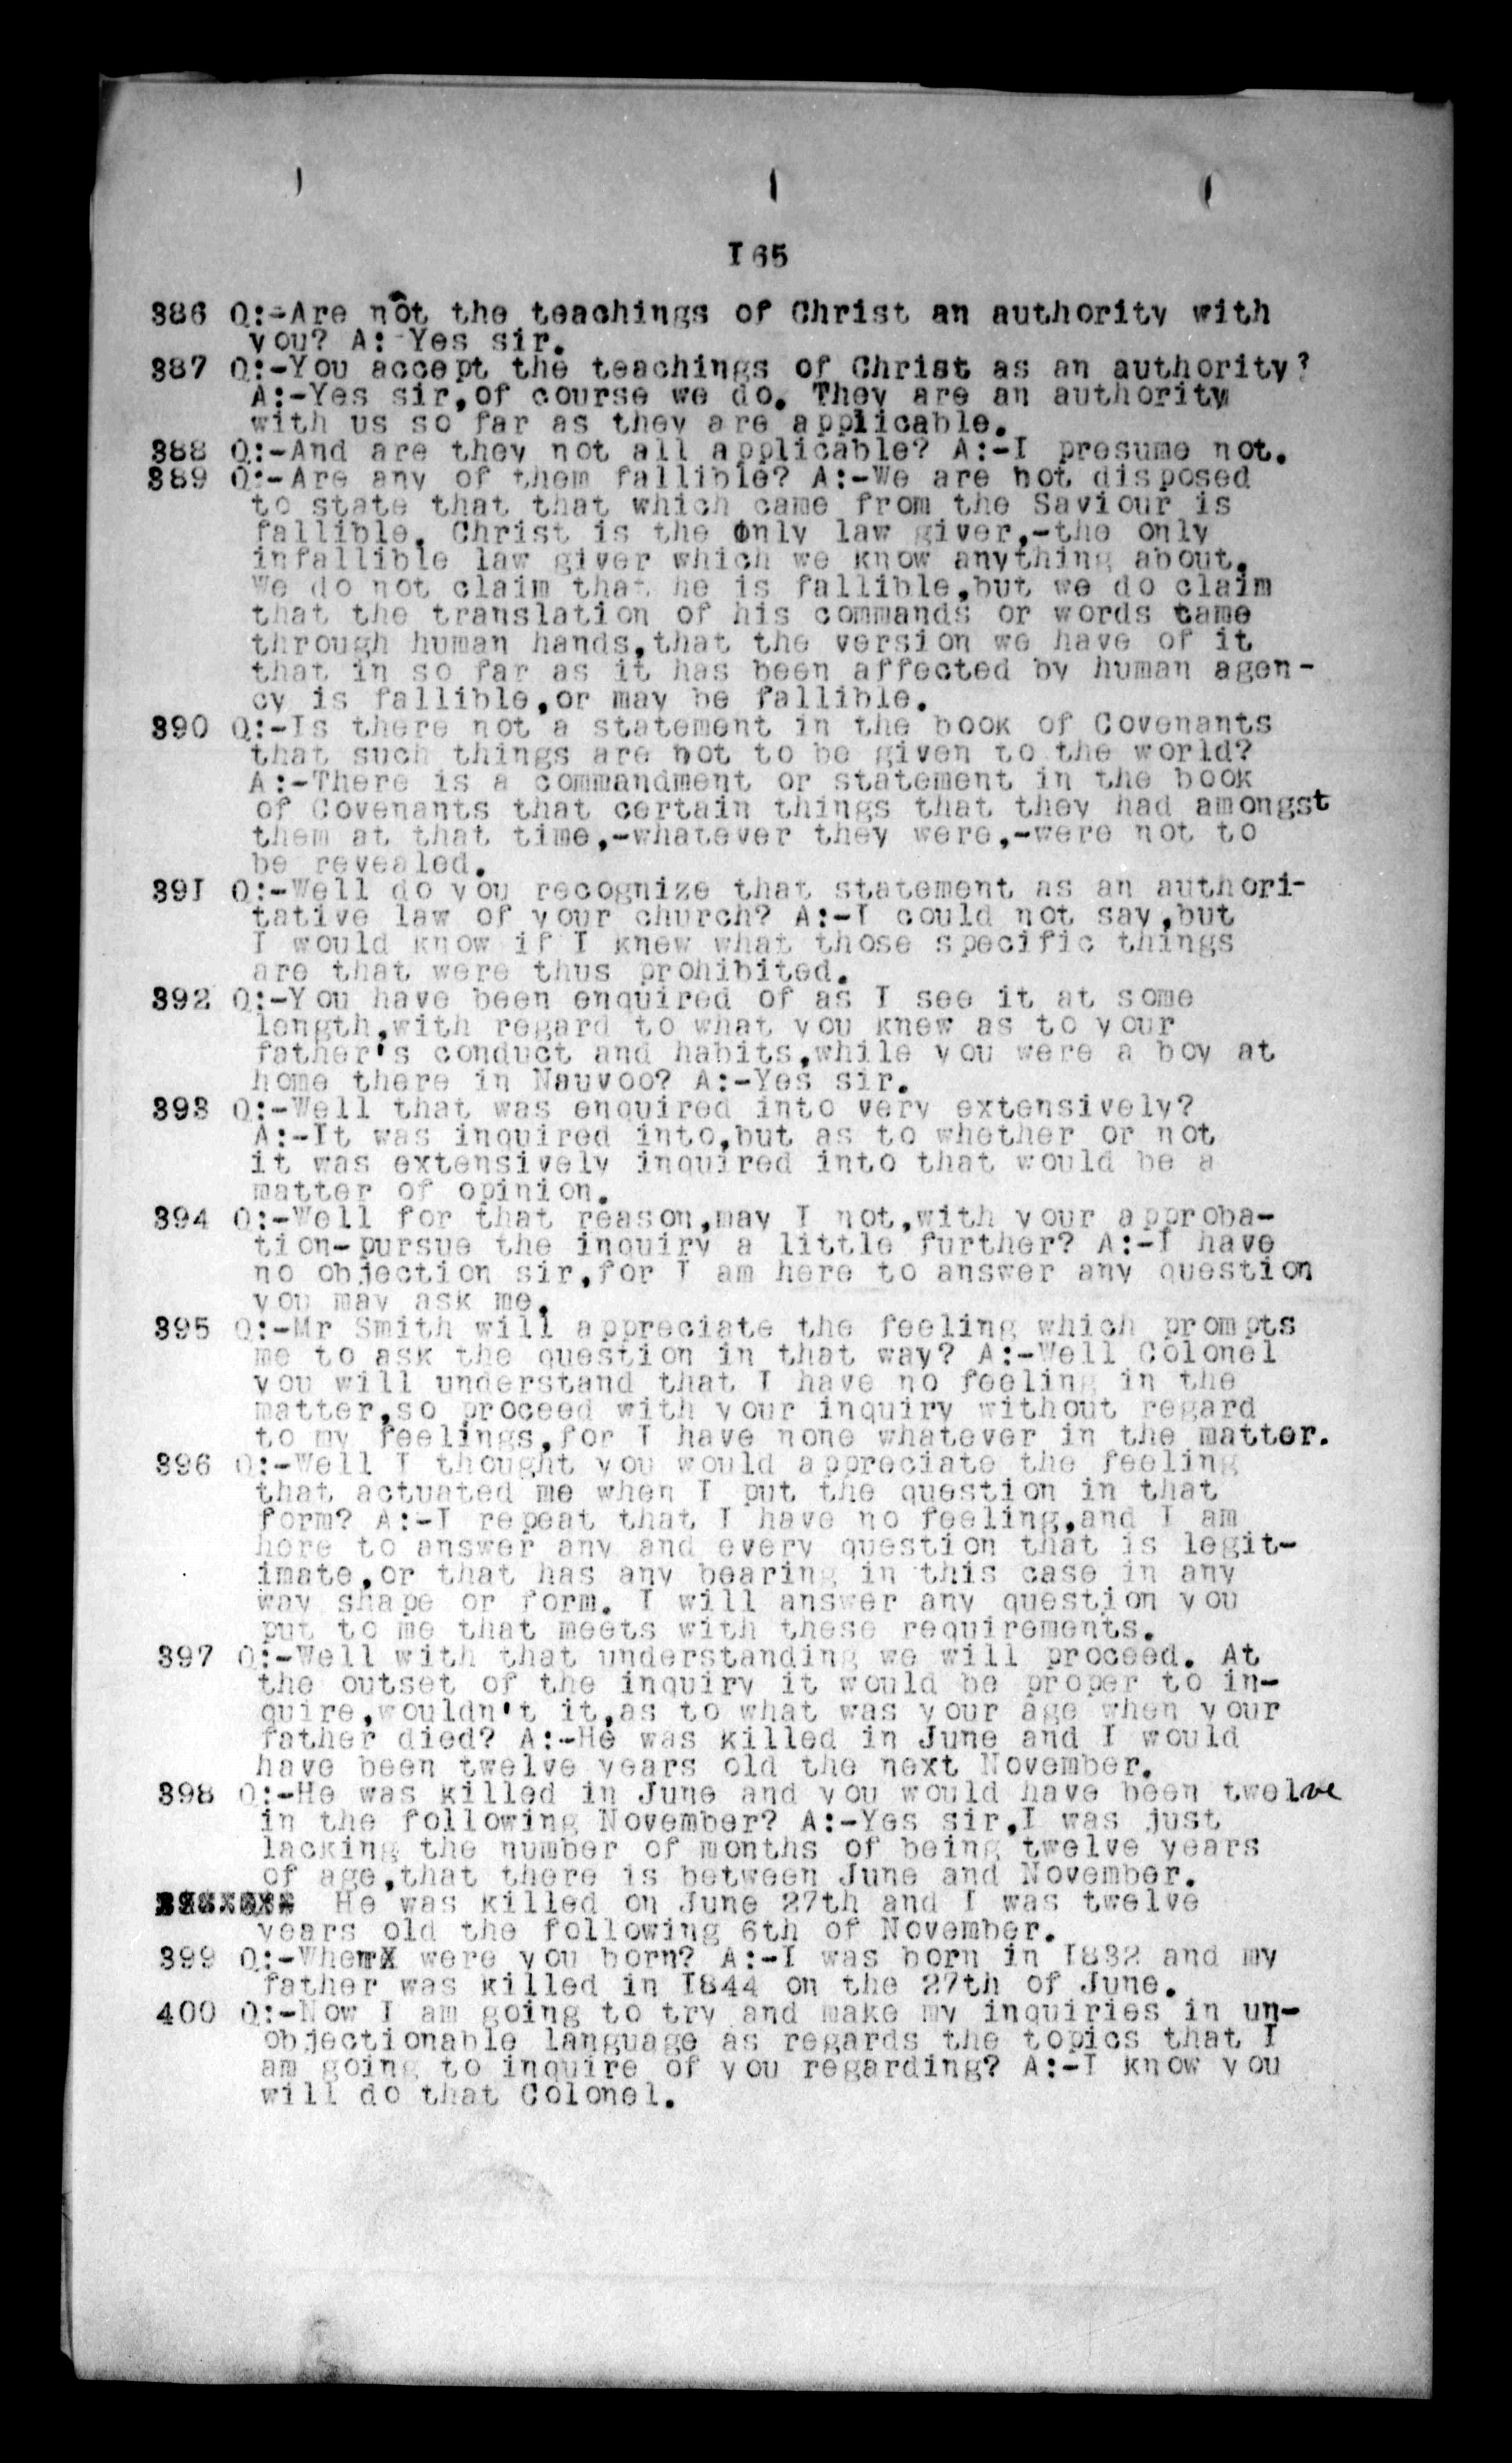 I65
386 Q:-Are not the teachings of Christ an authority with
you? A:-Yes sir.
387 Q:-You accept the teachings of Christ as an authority?
A:-Yes sir,of course we do. They are an authority
with us so far as they are applicable.
388 Q:-And are they not all applicable? A:-I presume not.
389 Q:-Are any of them fallible? A:-We are not disposed
to state that that which came from the Saviour is
fallible. Christ is the only law giver,-the only
infallible law giver which we know anything about.
We do not claim that he is fallible,but we do claim
that the translation of his commands or words came
through human hands,that the version we have of it
that in so far as it has been affected by human agen-
cy is fallible,or may be fallible.
390 Q:-Is there not a statement in the book of Covenants
that such things are not to be given to the world?
A:-There is a commandment or statement in the book
of Covenants that certain things that they had amongst
them at that time,-whatever they were,-were not to
be revealed.
39I Q:-Well do you recognize that statement as an authori-
tative law of your church? A:-I could not say,but
I would know if I knew what those specific things
are that were thus prohibited.
392 Q:-You have been enquired of as I see it at some
length,with regard to what you knew as to your
father's conduct and habits,while you were a boy at
home there in Nauvoo? A:-Yes sir.
393 Q:-Well that was enquired into very extensively?
A:-It was inquired into,but as to whether or not
it was extensively inquired into that would be a
matter of opinion.
394 Q:-Well for that reason,may I not,with your approba-
tion-pursue the inquiry a little further? A:-I have
no objection sir,for I am here to answer any question
you may ask me.
395 Q:-Mr Smith will appreciate the feeling which prompts
me to ask the question in that way? A:-Well Colonel
you will understand that I have no feeling in the
matter,so proceed with your inquiry without regard
to my feelings,for I have none whatever in the matter.
396 Q:-Well I thought you would appreciate the feeling
that actuated me when I put the question in that
form? A:-I repeat that I have no feeling,and I am
here to answer any and every question that is legit-
imate,or that has any bearing in this case in any
way shape or form. I will answer any question you
put to me that meets with these requirements.
397 Q:-Well with that understanding we will proceed. At
the outset of the inquiry it would be proper to in-
quire,wouldn't it,as to what was your age when your
father died? A:-He was killed in June and I would
have been twelve years old the next November.
398 Q:-He was killed in June and you would have been twelve
in the following November? A:-Yes sir,I was just
lacking the number of months of being twelve years
of age,that there is between June and November.
He was killed on June 27th and I was twelve
years old the following 6th of November.
399 Q:-When were you born? A:-I was born in I832 and my
father was killed in I844 on the 27th of June.
400 Q:-Now I am going to try and make my inquiries in un-
objectionable language as regards the topics that I
am going to inquire of you regarding? A:-I know you
will do that Colonel.